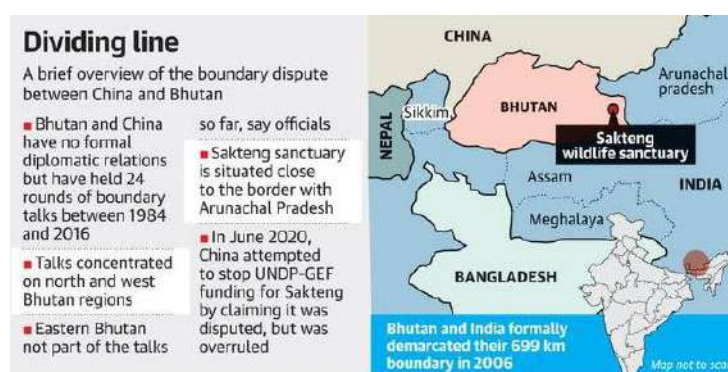 Dividing line
A brief overview of the boundary dispute
between China and Bhutan
■ Bhutan and China
have no formal
diplomatic relations
but have held 24
rounds of boundary
talks between 1984
and 2016
■ Talks concentrated
on north and west
Bhutan regions
■ Eastern Bhutan
not part of the talks
so far, say officials
■ Sakteng sanctuary
is situated close
to the border with
Arunachal Pradesh
■ In June 2020,
China attempted
to stop UNDP-GEF
funding for Sakteng
by claiming it was
disputed, but was
overruled
CHINA
Arunachal
pradesh
NEPAL
Sikkim
BHUTAN
Sakteng
wildlife sanctuary
Assam
INDIA
Meghalaya
BANGLADESH
Bhutan and India formally
demarcated their 699 km
boundary in 2006
Map not to sca